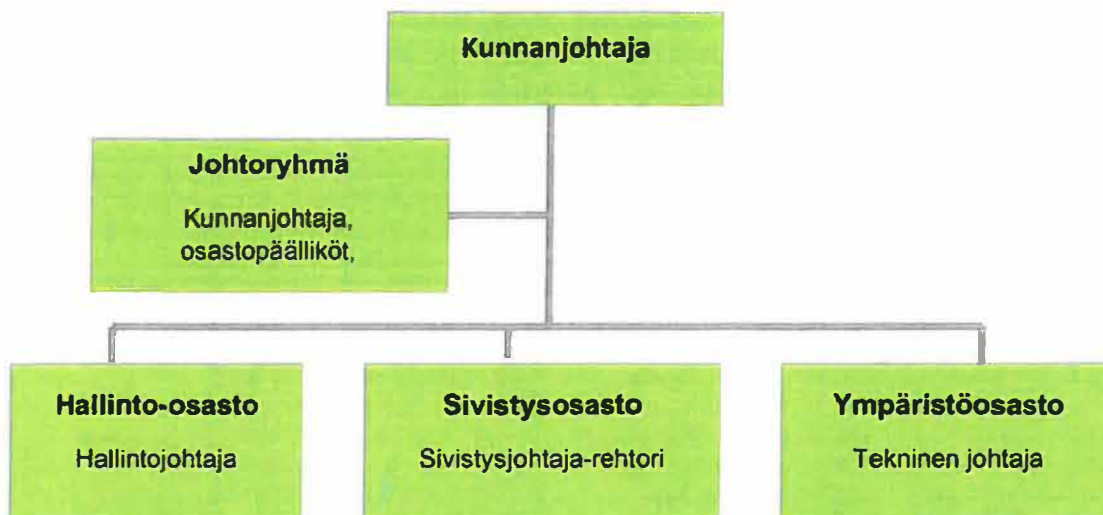 Kunnanjohtaja
Johtoryhmä
Kunnanjohtaja,
osastopäälliköt,
Hallinto-osasto
Hallintojohtaja
Sivistysosasto
Sivistysjohtaja-rehtori
Ympäristöosasto
Tekninen johtaja